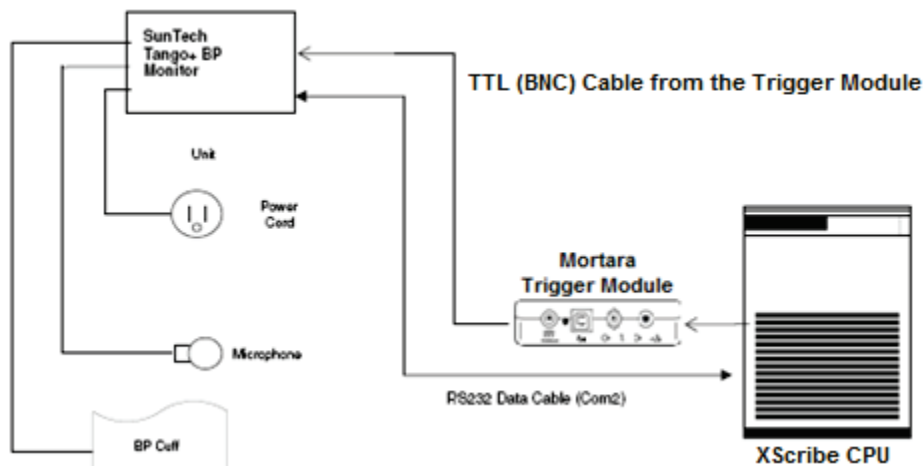 SunTech
Tango+ BP
Monitor
TTL (BNC) Cable from the Trigger Module
Unit
Power
Cord
Mortara
Trigger Module
Microphone
RS232 Data Cable (Com2)
BP Cuff
XScribe CPU